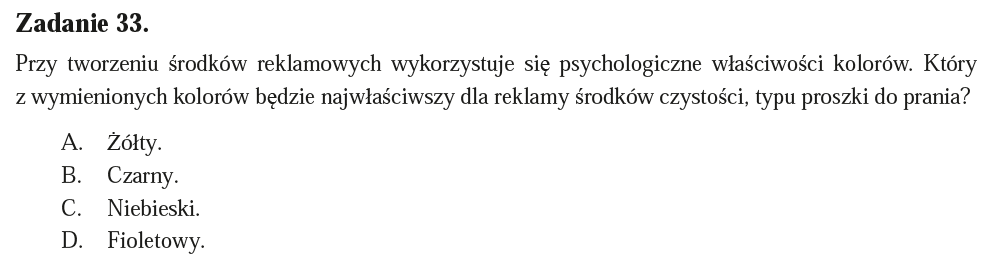 Zadanie 33.
Przy tworzeniu środków reklamowych wykorzystuje się psychologiczne właściwości kolorów. Który
z wymienionych kolorów będzie najwłaściwszy dla reklamy środków czystości, typu proszki do prania?
A. Żółty.
B. Czarny.
C. Niebieski.
D. Fioletowy.